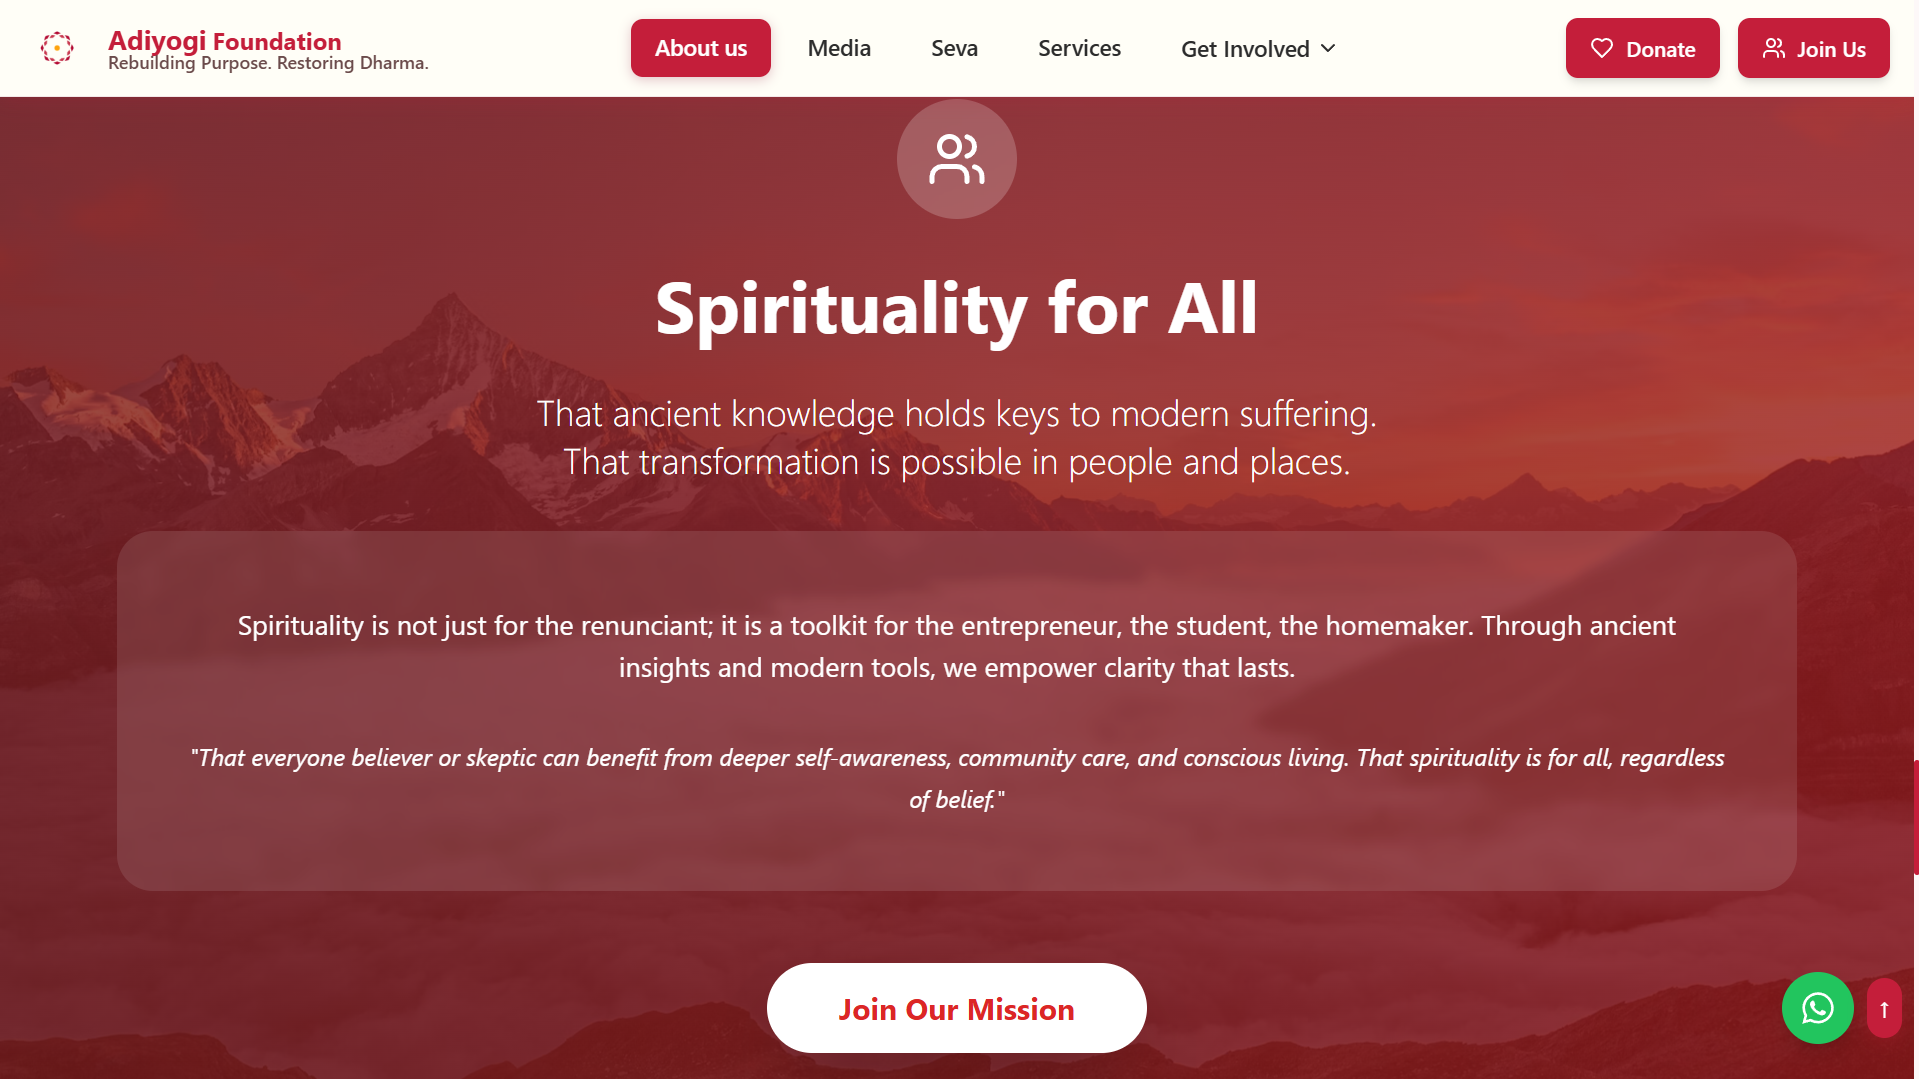 Adiyogi Foundation
Rebuilding Purpose. Restoring Dharma.
About us
Media
Seva
Services
Get Involved
Donate
Join Us
Spirituality for All
That ancient knowledge holds keys to modern suffering.
That transformation is possible in people and places.
Spirituality is not just for the renunciant; it is a toolkit for the entrepreneur, the student, the homemaker. Through ancient
insights and modern tools, we empower clarity that lasts.
"That everyone believer or skeptic can benefit from deeper self-awareness, community care, and conscious living. That spirituality is for all, regardless
of belief."
Join Our Mission
↑